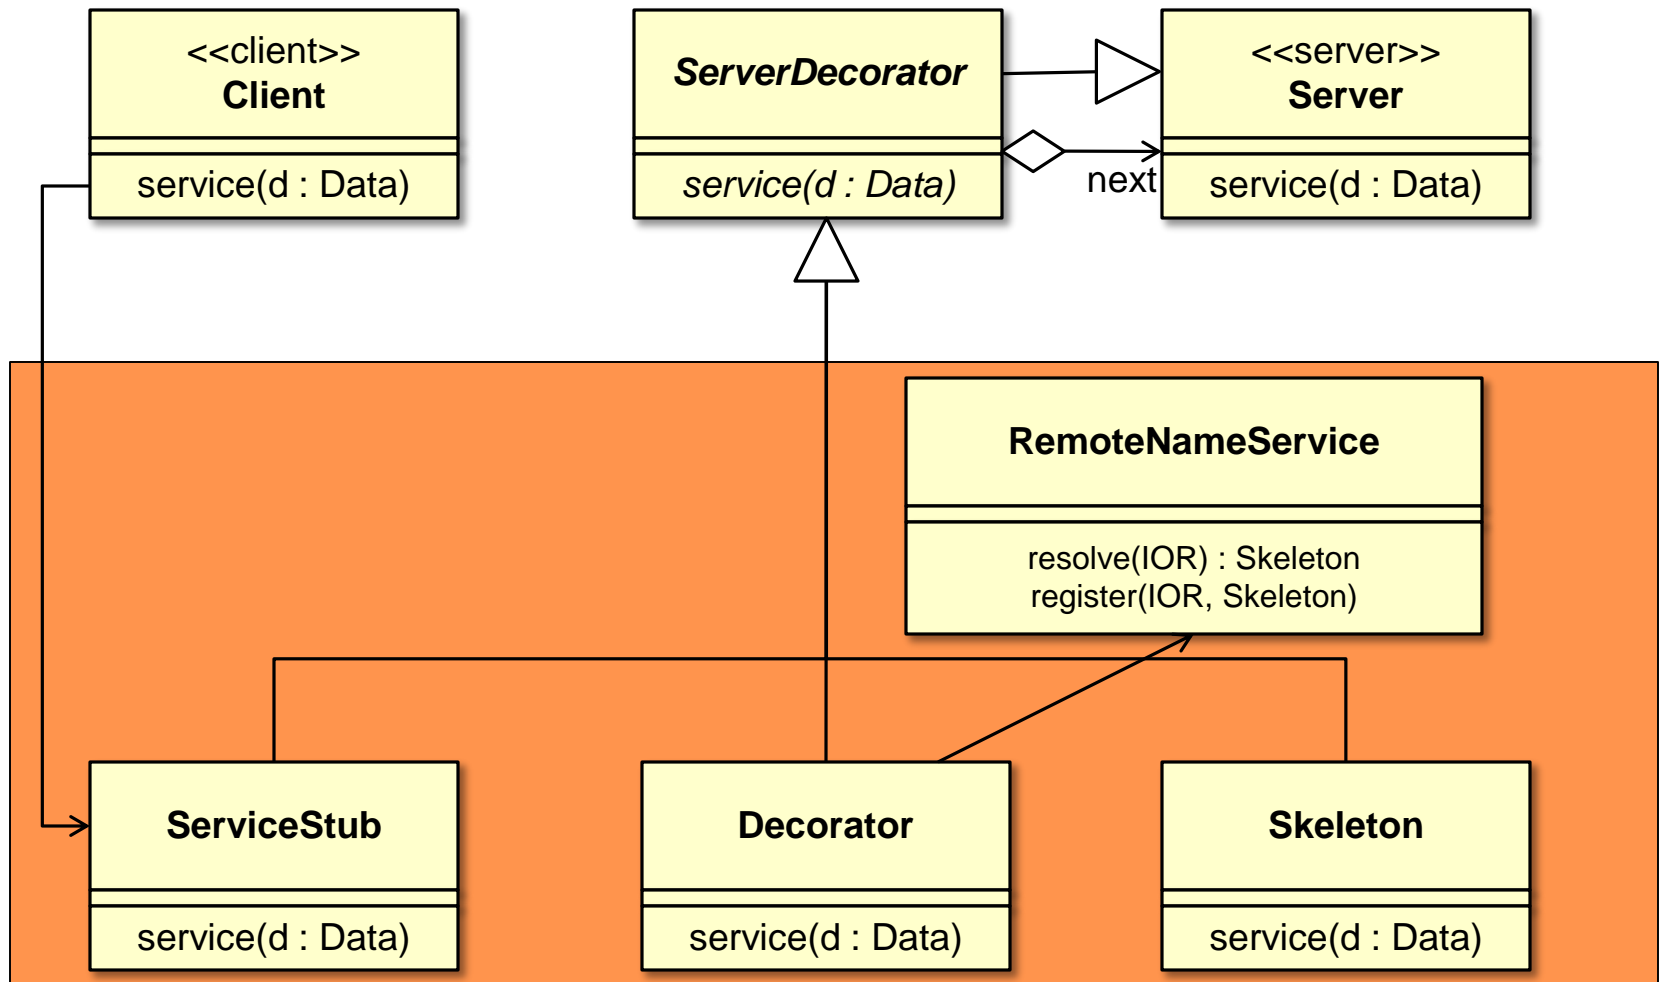 <<client>>
Client
service(d : Data)
ServerDecorator
service(d : Data)
next
<<server>>
Server
service(d : Data)
RemoteNameService
resolve(IOR) : Skeleton
register(IOR, Skeleton)
ServiceStub
service(d : Data)
Decorator
service(d : Data)
Skeleton
service(d : Data)